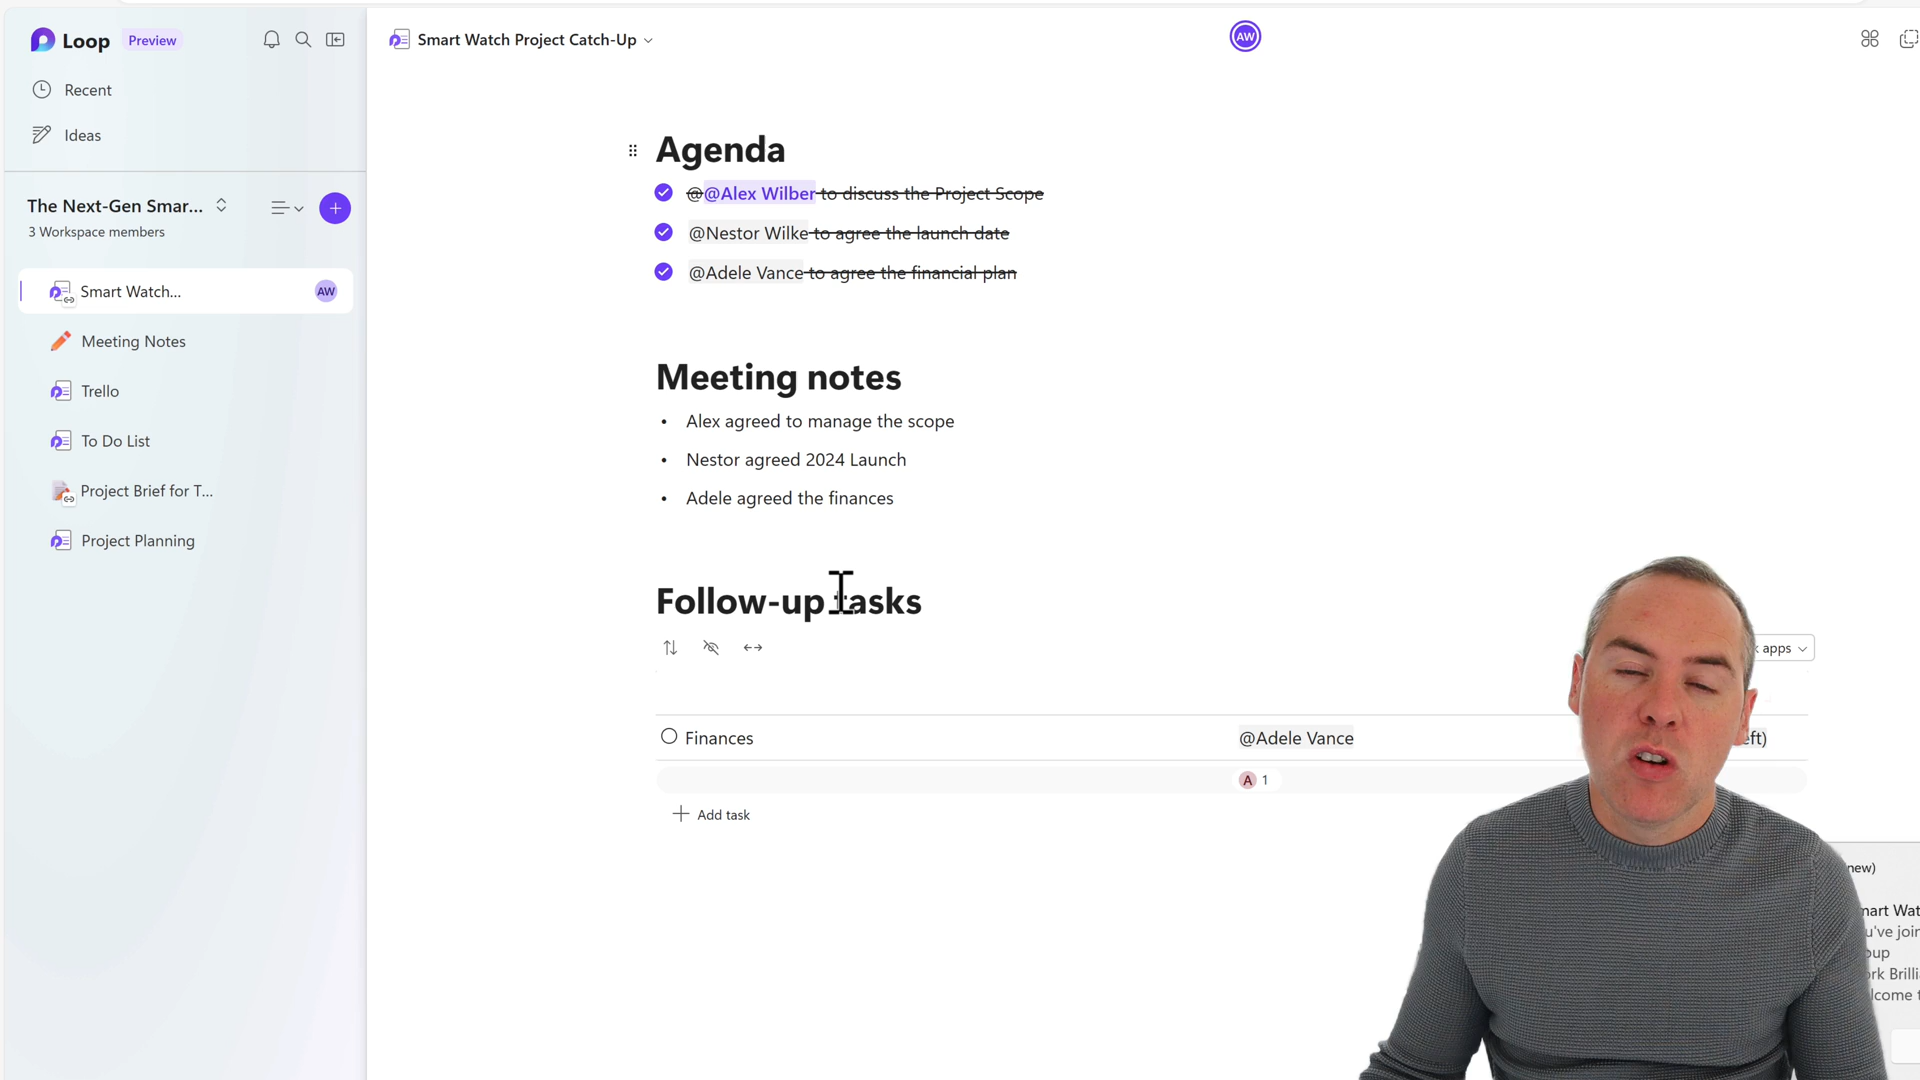 Loop Preview
Smart Watch Project Catch-Up
AW
Recent
Ideas
The Next-Gen Smar...
3 Workspace members
Smart Watch... AW
Meeting Notes
Trello
To Do List
Project Brief for T...
Project Planning
Agenda
@@Alex Wilber to discuss the Project Scope
@Nestor Wilke to agree the launch date
@Adele Vance to agree the financial plan
Meeting notes
• Alex agreed to manage the scope
• Nestor agreed 2024 Launch
• Adele agreed the finances
Follow-up tasks
apps
Finances @Adele Vance
A 1
+ Add task
new)